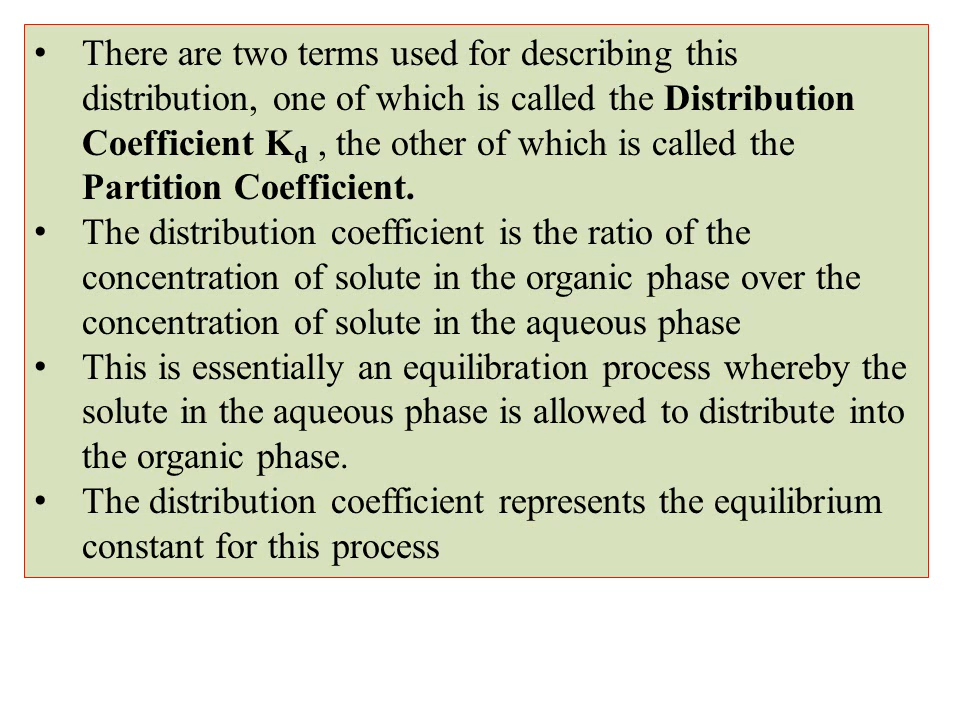 • There are two terms used for describing this
distribution, one of which is called the Distribution
Coefficient Kd , the other of which is called the
Partition Coefficient.
• The distribution coefficient is the ratio of the
concentration of solute in the organic phase over the
concentration of solute in the aqueous phase
• This is essentially an equilibration process whereby the
solute in the aqueous phase is allowed to distribute into
the organic phase.
• The distribution coefficient represents the equilibrium
constant for this process